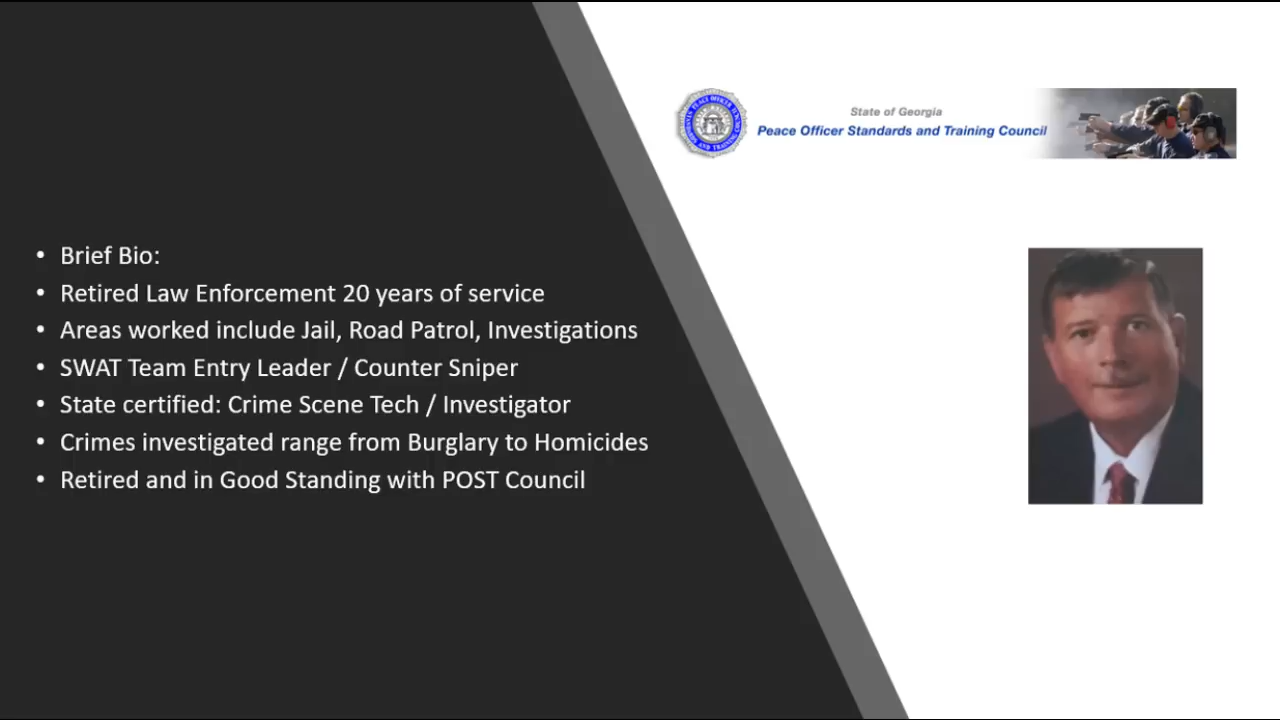 State of Georgia
Peace Officer Standards and Training Council
• Brief Bio:
• Retired Law Enforcement 20 years of service
• Areas worked include Jail, Road Patrol, Investigations
• SWAT Team Entry Leader / Counter Sniper
• State certified: Crime Scene Tech / Investigator
• Crimes investigated range from Burglary to Homicides
• Retired and in Good Standing with POST Council